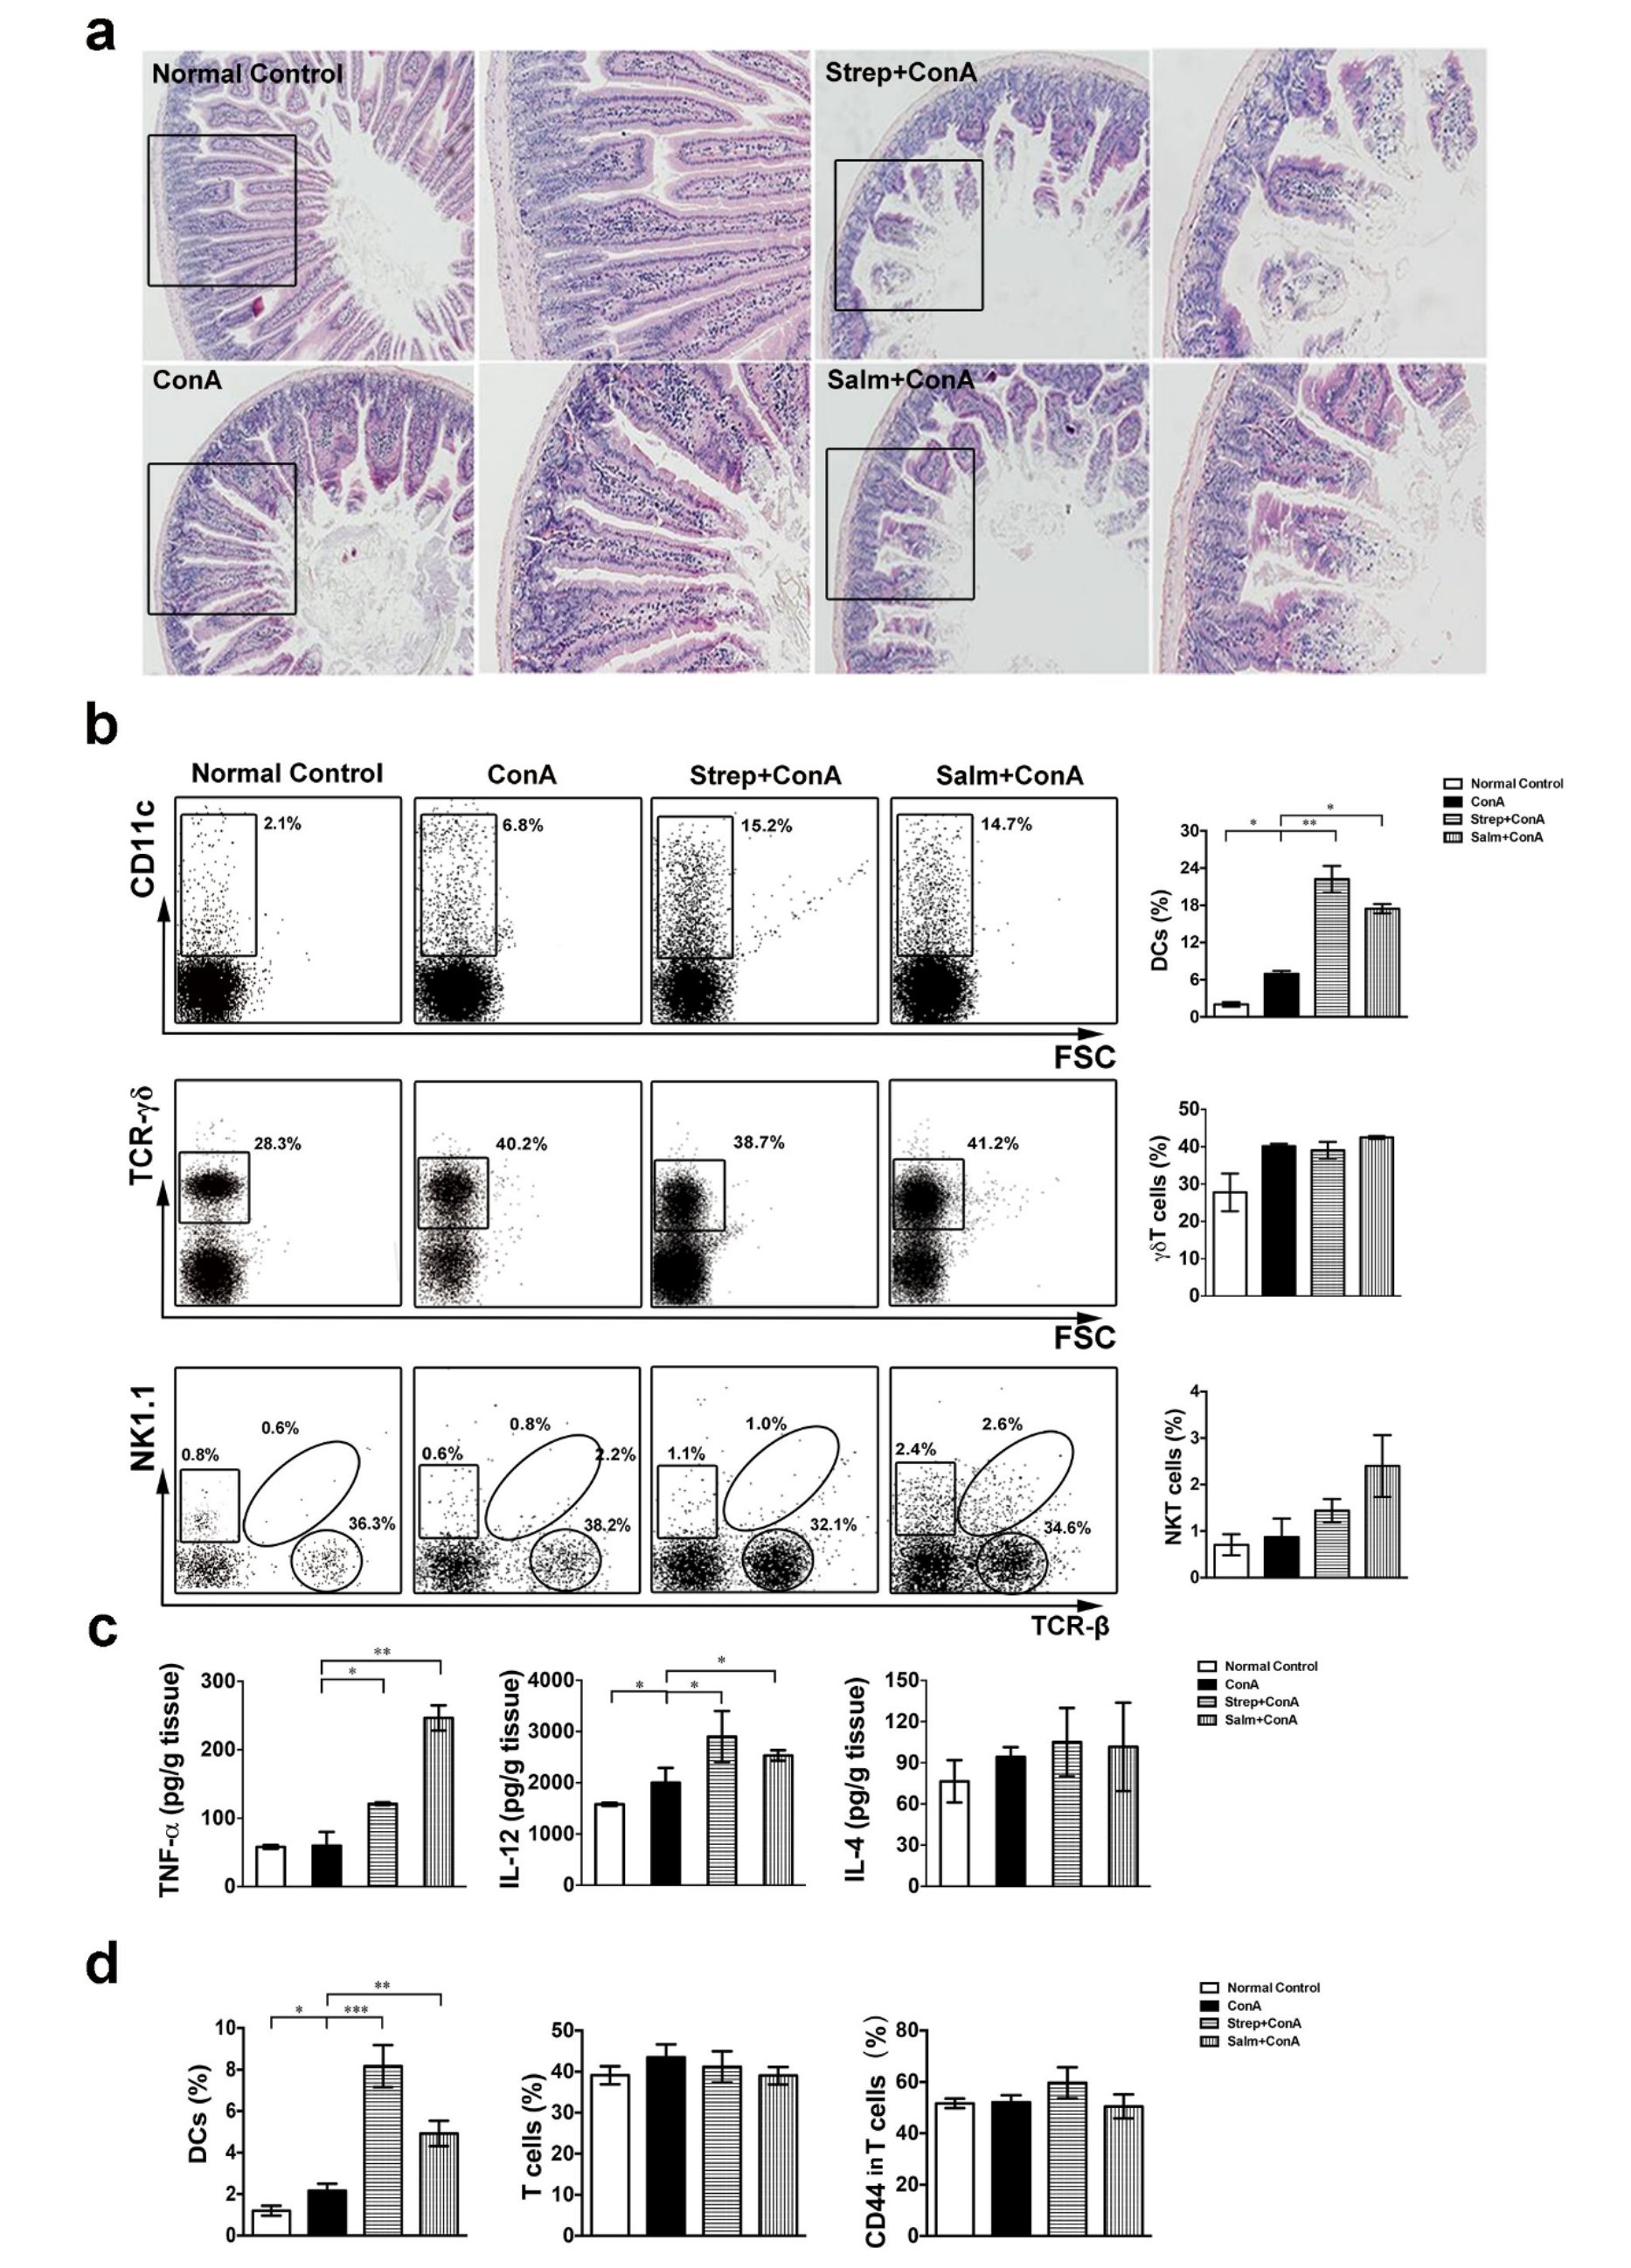 a
Normal Control
Strep+ConA
ConA
Salm+ConA
b
Normal Control
ConA
Strep+ConA
Salm+ConA
CD11c
2.1%
6.8%
15.2%
14.7%
FSC
DCs (%)
30
24
18
12
6
0
*
**
*
Normal Control
ConA
Strep+ConA
Salm+ConA
TCR-γδ
28.3%
40.2%
38.7%
41.2%
FSC
γδT cells (%)
50
40
30
20
10
0
NK1.1
0.8%
0.6%
36.3%
0.6%
0.8%
2.2%
38.2%
1.1%
1.0%
32.1%
2.4%
2.6%
34.6%
TCR-β
NKT cells (%)
4
3
2
1
0
c
TNF-α (pg/g tissue)
300
200
100
0
*
**
IL-12 (pg/g tissue)
4000
3000
2000
1000
0
*
*
*
IL-4 (pg/g tissue)
150
120
90
60
30
0
Normal Control
ConA
Strep+ConA
Salm+ConA
d
DCs (%)
10
8
6
4
2
0
*
***
**
T cells (%)
50
40
30
20
10
0
CD44 in T cells (%)
80
60
40
20
0
Normal Control
ConA
Strep+ConA
Salm+ConA